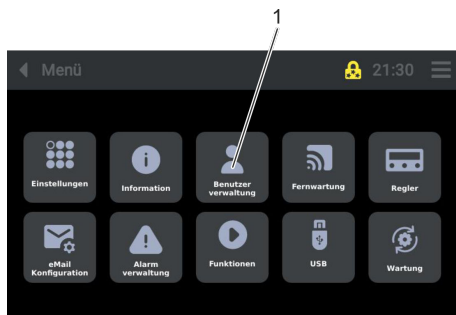 1
Menü
21:30
Einstellungen
Information
Benutzer
verwaltung
Fernwartung
Regler
eMail
Konfiguration
Alarm
verwaltung
Funktionen
USB
Wartung